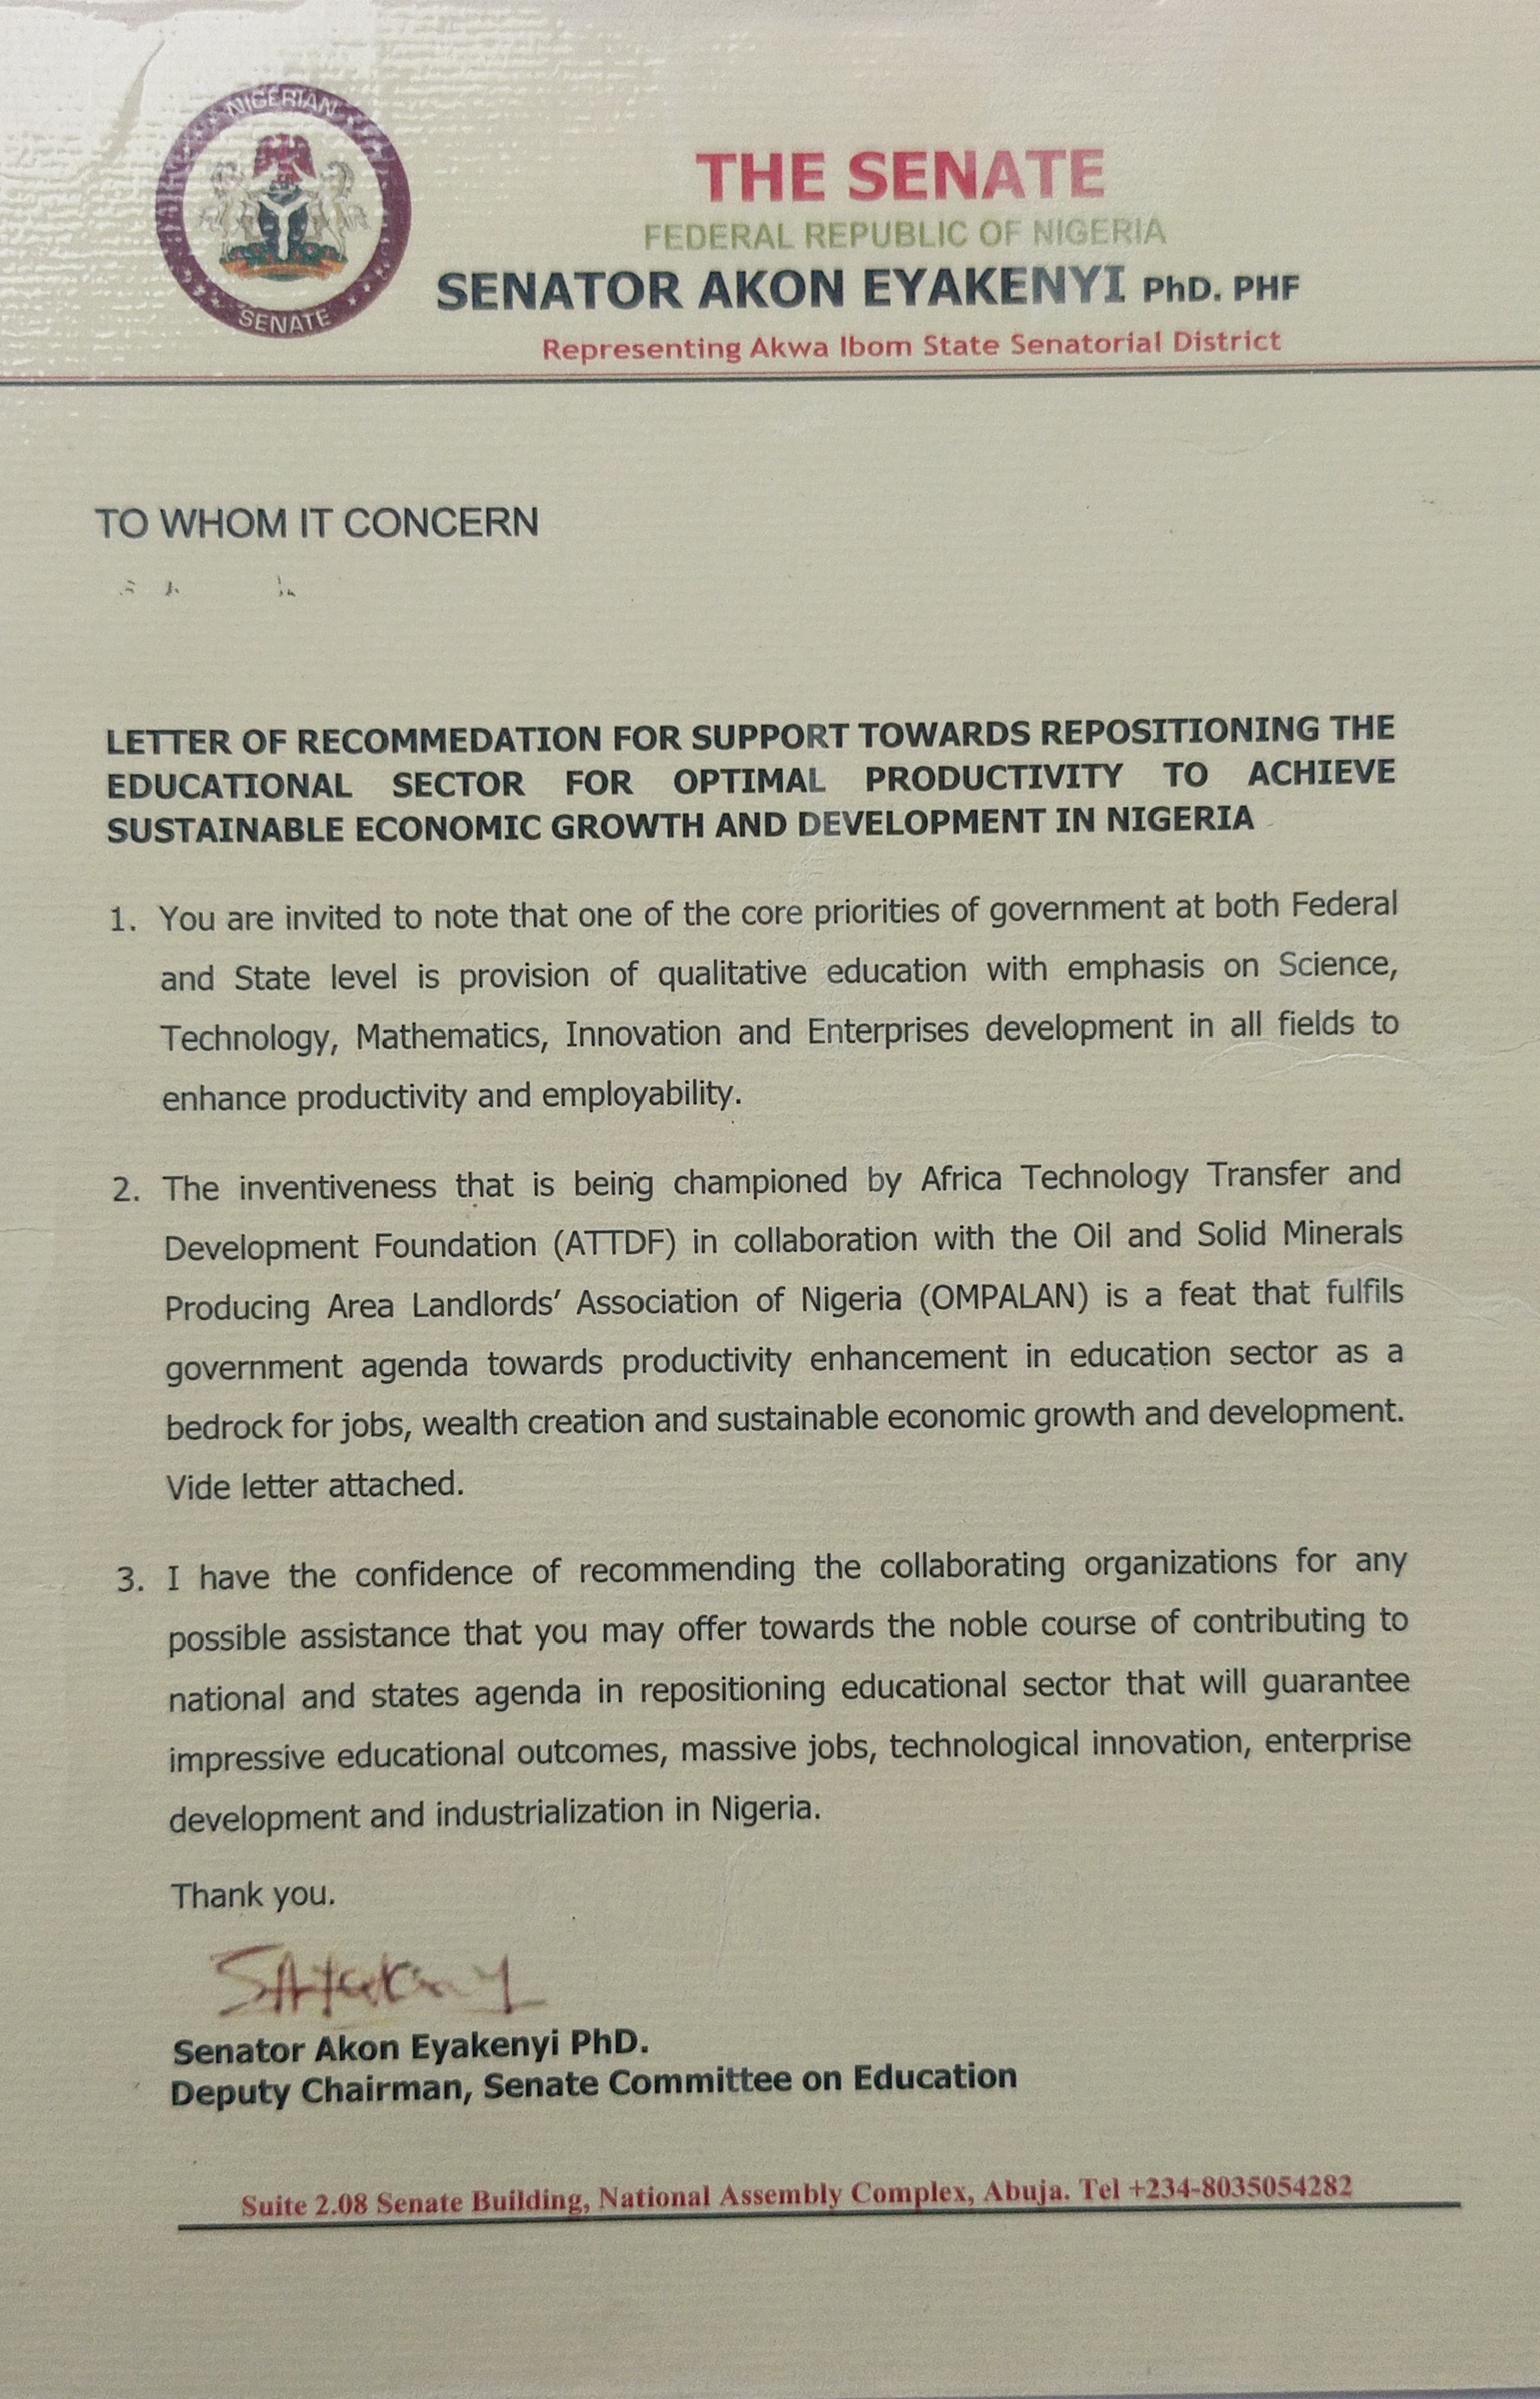 NIGERIAN
SENATE
THE SENATE
FEDERAL REPUBLIC OF NIGERIA
SENATOR AKON EYAKENYI PhD. PHF
Representing Akwa Ibom State Senatorial District
TO WHOM IT CONCERN
LETTER OF RECOMMEDATION FOR SUPPORT TOWARDS REPOSITIONING THE
EDUCATIONAL SECTOR FOR OPTIMAL PRODUCTIVITY TO ACHIEVE
SUSTAINABLE ECONOMIC GROWTH AND DEVELOPMENT IN NIGERIA
1. You are invited to note that one of the core priorities of government at both Federal
and State level is provision of qualitative education with emphasis on Science,
Technology, Mathematics, Innovation and Enterprises development in all fields to
enhance productivity and employability.
2. The inventiveness that is being championed by Africa Technology Transfer and
Development Foundation (ATTDF) in collaboration with the Oil and Solid Minerals
Producing Area Landlords’ Association of Nigeria (OMPALAN) is a feat that fulfils
government agenda towards productivity enhancement in education sector as a
bedrock for jobs, wealth creation and sustainable economic growth and development.
Vide letter attached.
3. I have the confidence of recommending the collaborating organizations for any
possible assistance that you may offer towards the noble course of contributing to
national and states agenda in repositioning educational sector that will guarantee
impressive educational outcomes, massive jobs, technological innovation, enterprise
development and industrialization in Nigeria.
Thank you.
Senator Akon Eyakenyi PhD.
Deputy Chairman, Senate Committee on Education
Suite 2.08 Senate Building, National Assembly Complex, Abuja. Tel +234-8035054282